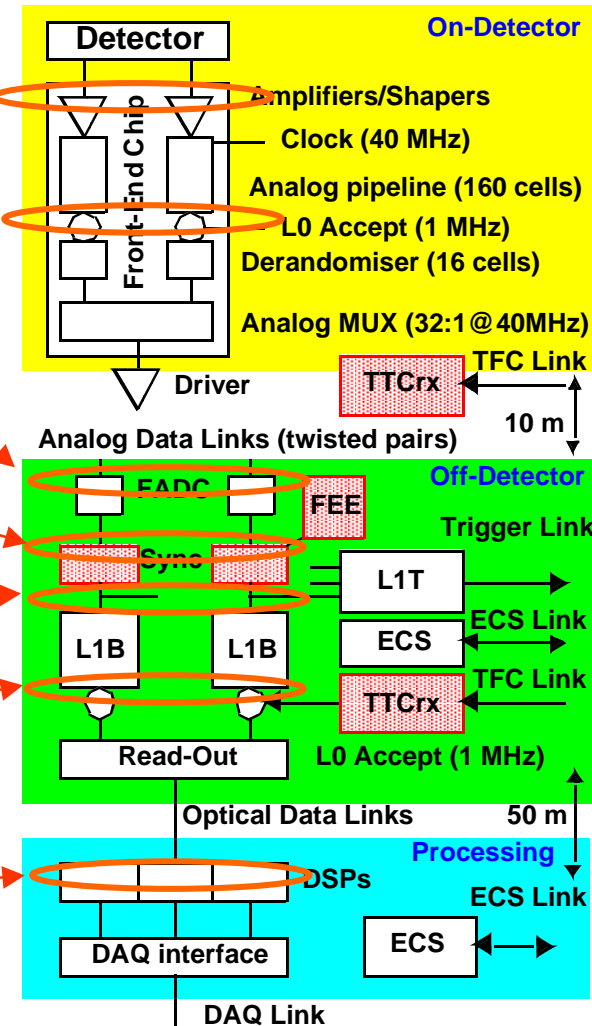 Detector
On-Detector
Amplifiers/Shapers
Front-End Chip
Clock (40 MHz)
Analog pipeline (160 cells)
L0 Accept (1 MHz)
Derandomiser (16 cells)
Analog MUX (32:1@40MHz)
TFC Link
TTCrx
Driver
10 m
Analog Data Links (twisted pairs)
Off-Detector
FADC
FEE
Trigger Link
Sync
L1T
ECS Link
L1B
L1B
ECS
TFC Link
TTCrx
Read-Out
L0 Accept (1 MHz)
Optical Data Links
50 m
Processing
DSPs
ECS Link
DAQ interface
ECS
DAQ Link